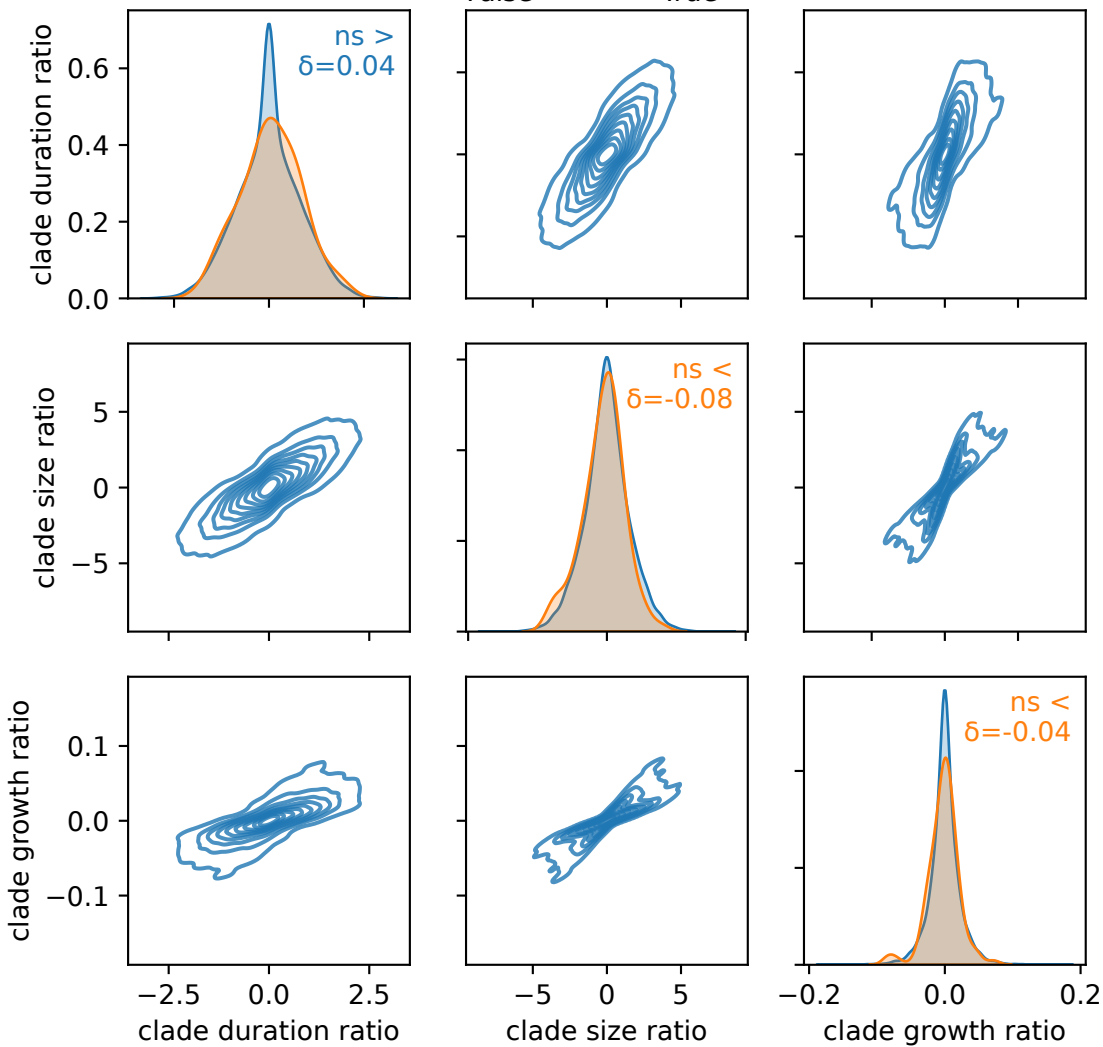 False True
clade duration ratio
0.6
0.4
0.2
0.0
ns >
δ=0.04
clade size ratio
5
0
−5
ns <
δ=-0.08
clade growth ratio
0.1
0.0
−0.1
ns <
δ=-0.04
−2.5 0.0 2.5
−5 0 5
−0.2 0.0 0.2
clade duration ratio
clade size ratio
clade growth ratio